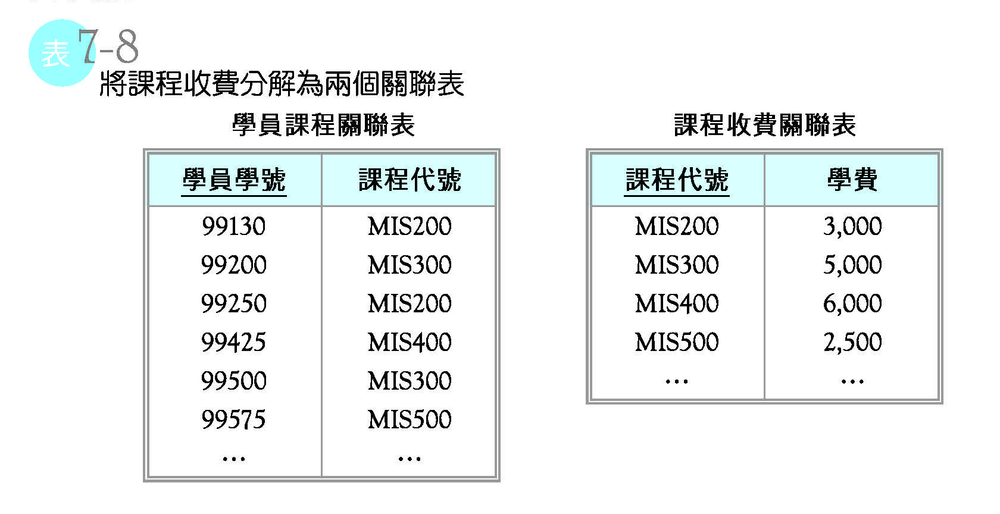 表 7-8
將課程收費分解為兩個關聯表
學員課程關聯表
學員學號 課程代號
99130 MIS200
99200 MIS300
99250 MIS200
99425 MIS400
99500 MIS300
99575 MIS500
… …
課程收費關聯表
課程代號 學費
MIS200 3,000
MIS300 5,000
MIS400 6,000
MIS500 2,500
… …